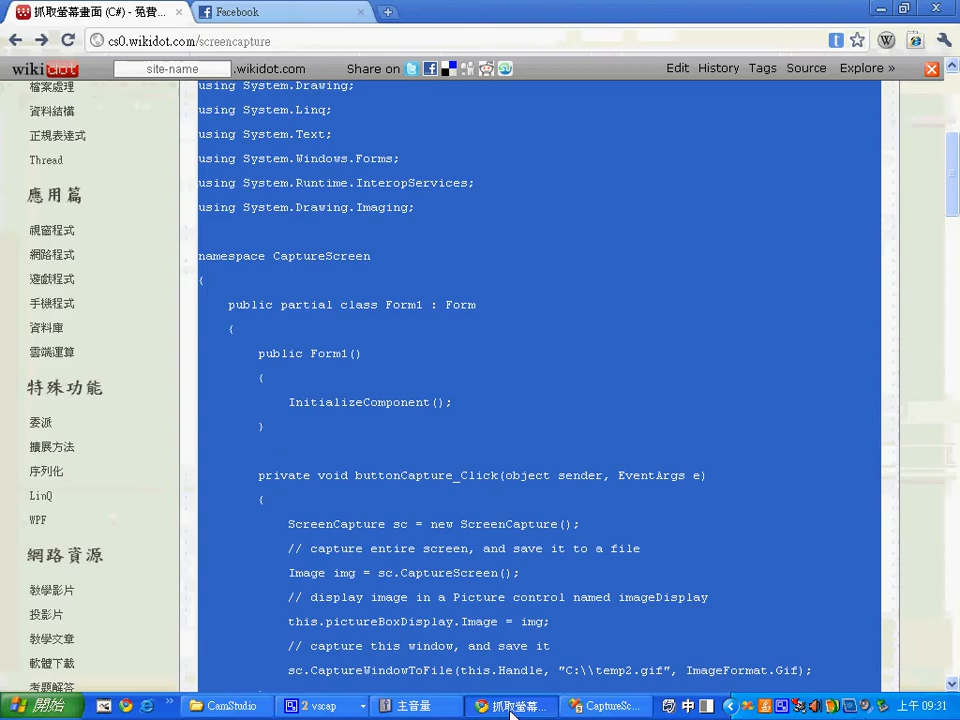 抓取螢幕畫面 (C#) - 免費...
Facebook
cs0.wikidot.com/screencapture
wikidot
site-name .wikidot.com
Share on
Edit History Tags Source Explore »
檔案處理
資料結構
正規表達式
Thread
應用篇
視窗程式
網路程式
遊戲程式
手機程式
資料庫
雲端運算
特殊功能
委派
擴展方法
序列化
LinQ
WPF
網路資源
教學影片
投影片
教學文章
軟體下載
考題解答
using System.Drawing;
using System.Linq;
using System.Text;
using System.Windows.Forms;
using System.Runtime.InteropServices;
using System.Drawing.Imaging;
namespace CaptureScreen
{
public partial class Form1 : Form
{
public Form1()
{
InitializeComponent();
}
private void buttonCapture_Click(object sender, EventArgs e)
{
ScreenCapture sc = new ScreenCapture();
// capture entire screen, and save it to a file
Image img = sc.CaptureScreen();
// display image in a Picture control named imageDisplay
this.pictureBoxDisplay.Image = img;
// capture this window, and save it
sc.CaptureWindowToFile(this.Handle, "C:\\temp2.gif", ImageFormat.Gif);
開始
CamStudio
2 vscap
主音量
抓取螢幕...
CaptureSc...
中
上午 09:31